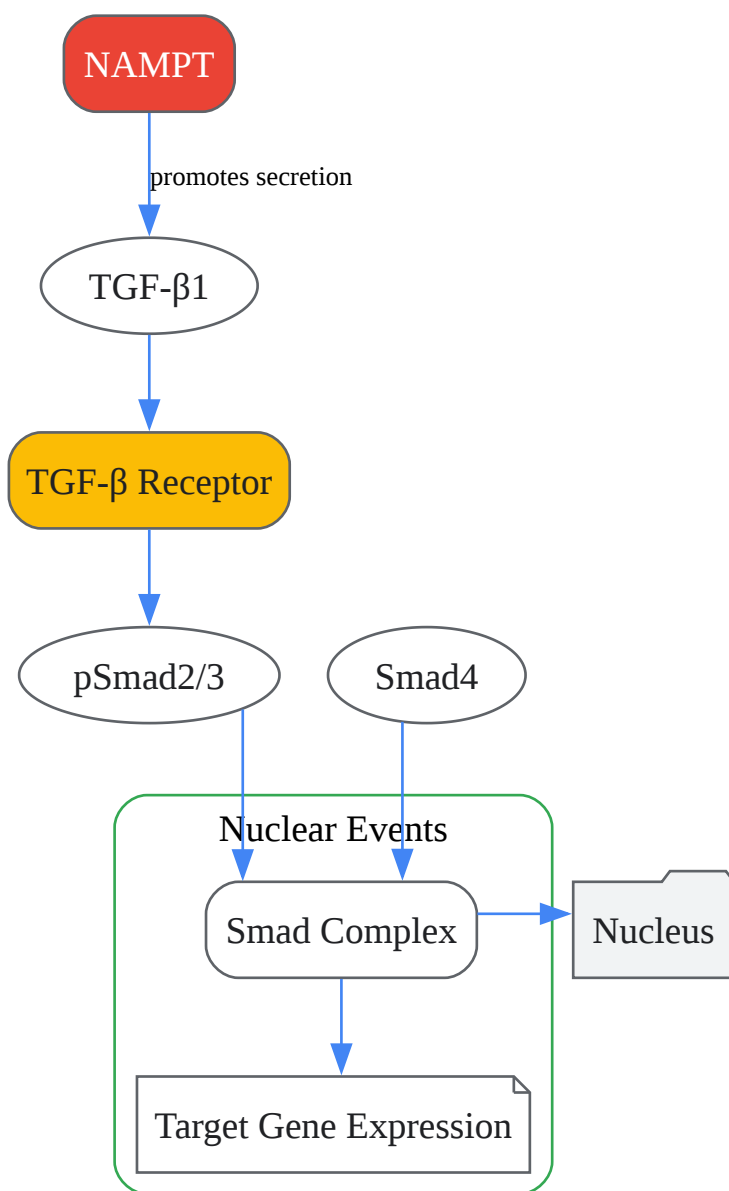 NAMPT
promotes secretion
TGF-β1
TGF-β Receptor
pSmad2/3
Smad4
Nuclear Events
Smad Complex
Nucleus
Target Gene Expression